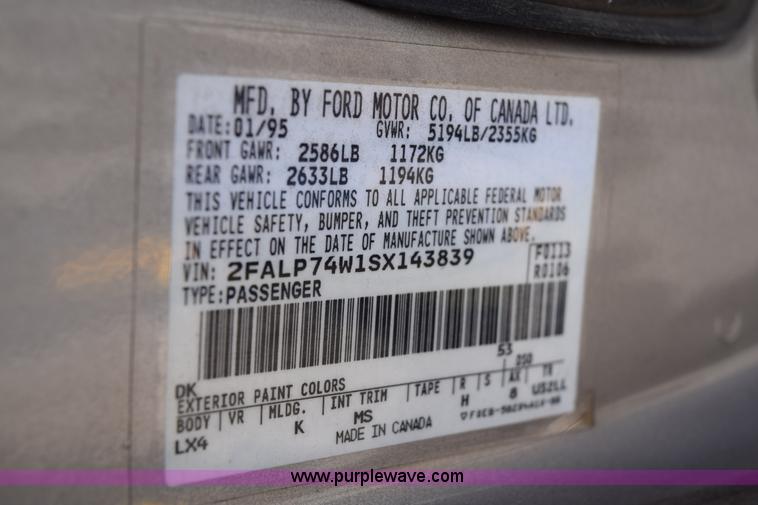 MFD. BY FORD MOTOR CO. OF CANADA LTD.
DATE: 01/95 GVWR: 5194LB/2355KG
FRONT GAWR: 2586LB 1172KG
REAR GAWR: 2633LB 1194KG
THIS VEHICLE CONFORMS TO ALL APPLICABLE FEDERAL MOTOR
VEHICLE SAFETY, BUMPER, AND THEFT PREVENTION STANDARDS
IN EFFECT ON THE DATE OF MANUFACTURE SHOWN ABOVE.
VIN: 2FALP74W1SX143839 F0113
TYPE: PASSENGER R0106
53 DSO
DK
EXTERIOR PAINT COLORS
BODY VR MLDG. INT TRIM TAPE R S AX TR
LX4 K MS H 8 U52LL
MADE IN CANADA
www.purplewave.com